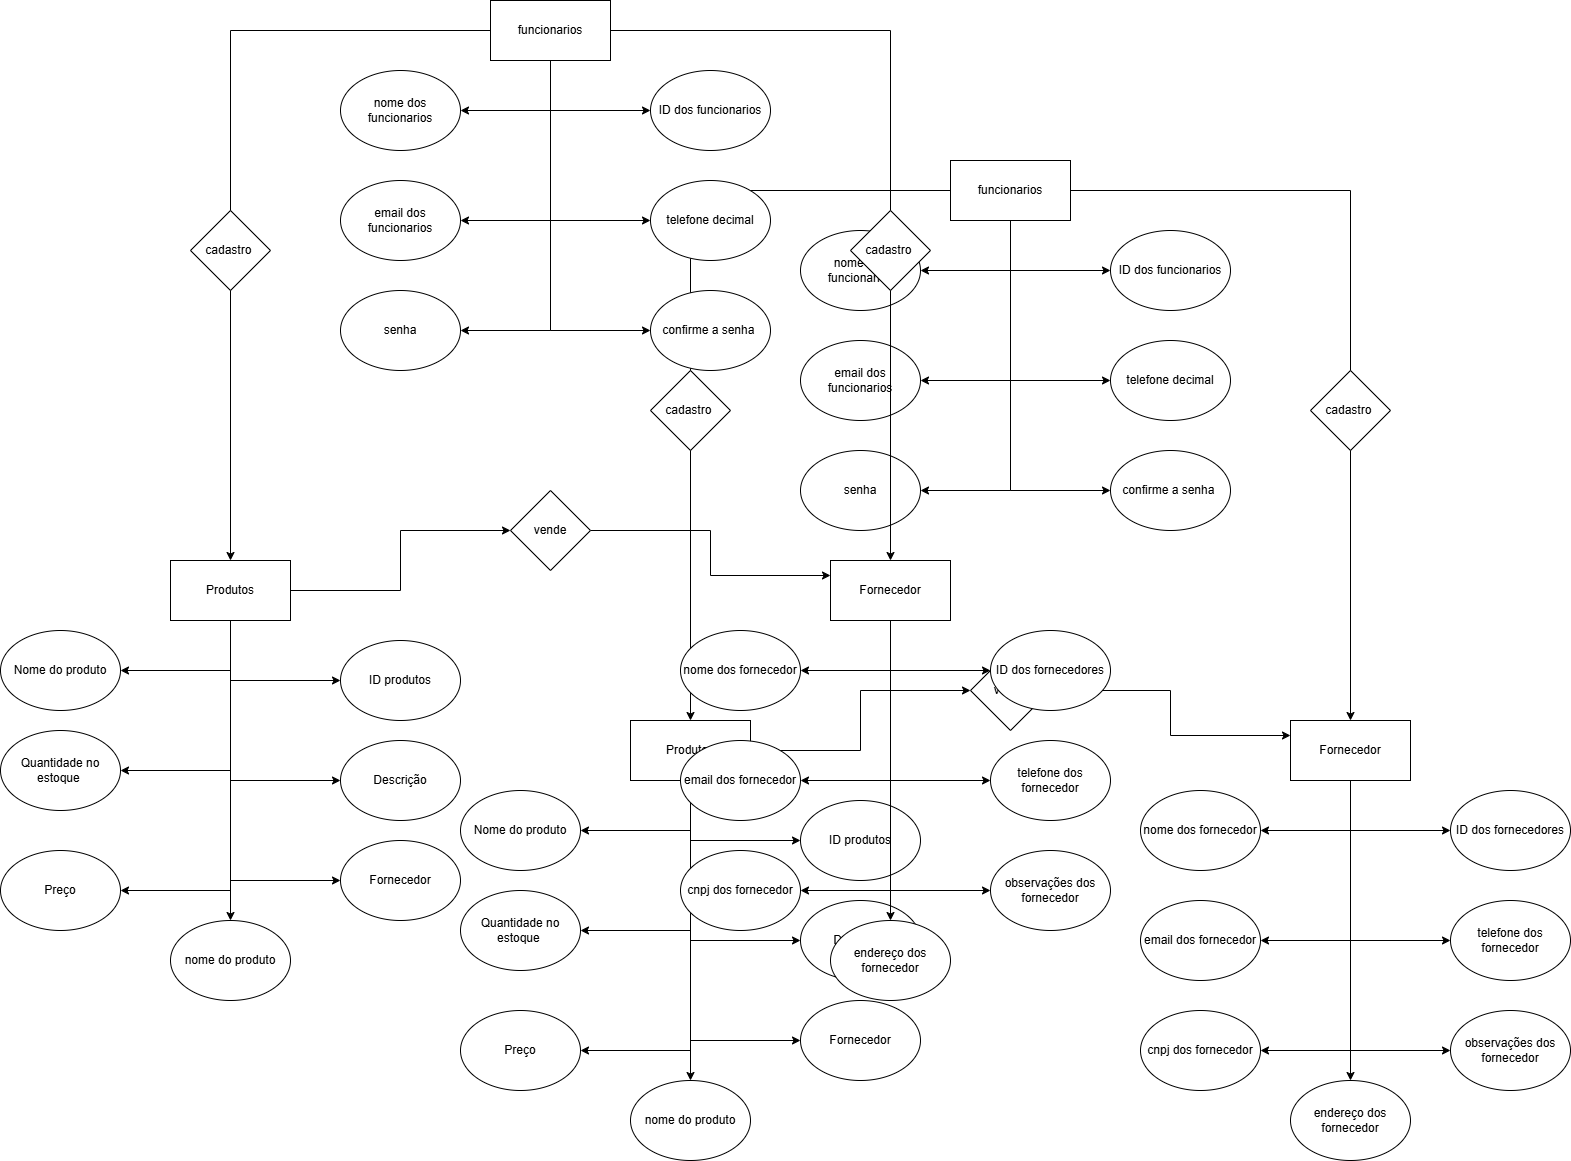 funcionarios
nome dos
funcionarios
ID dos funcionarios
funcionarios
email dos
funcionarios
telefone decimal
cadastro
cadastro
nome
ID dos funcionarios
senha
confirme a senha
email dos
funcionarios
telefone decimal
cadastro
cadastro
senha
confirme a senha
vende
Produtos
Fornecedor
Nome do produto
ID produtos
nome dos fornecedor
ID dos fornecedores
Quantidade no
estoque
Descrição
email dos fornecedor
telefone dos
fornecedor
Fornecedor
Nome do produto
ID produtos
nome dos fornecedor
ID dos fornecedores
Preço
Fornecedor
cnpj dos fornecedor
observações dos
fornecedor
Quantidade no
estoque
email dos fornecedor
telefone dos
fornecedor
nome do produto
endereço dos
fornecedor
Preço
Fornecedor
cnpj dos fornecedor
observações dos
fornecedor
nome do produto
endereço dos
fornecedor